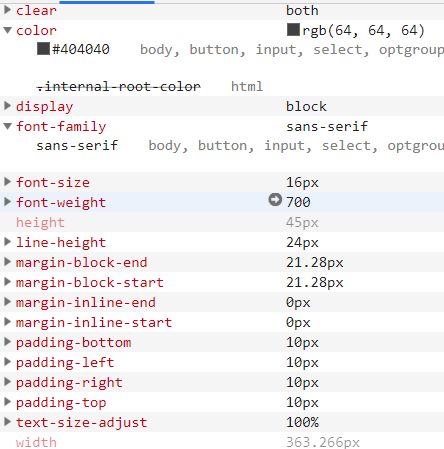 clear both
color rgb(64, 64, 64)
#404040 body, button, input, select, optgroup
.internal-root-color html
display block
font-family sans-serif
sans-serif body, button, input, select, optgrou
font-size 16px
font-weight 700
height 45px
line-height 24px
margin-block-end 21.28px
margin-block-start 21.28px
margin-inline-end 0px
margin-inline-start 0px
padding-bottom 10px
padding-left 10px
padding-right 10px
padding-top 10px
text-size-adjust 100%
width 363.266px